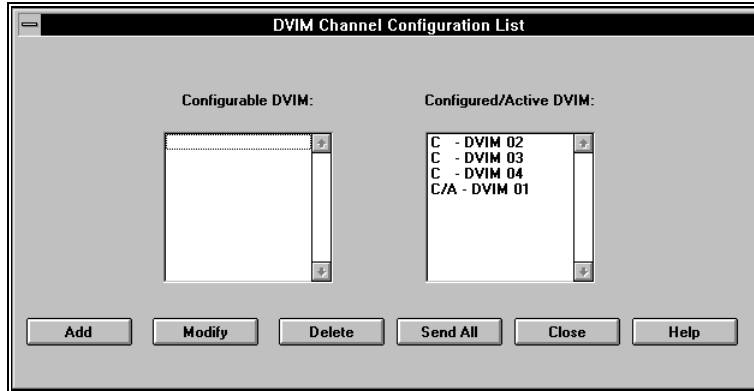 DVIM Channel Configuration List
Configurable DVIM:
Configured/Active DVIM:
C - DVIM 02
C - DVIM 03
C - DVIM 04
C/A - DVIM 01
Add
Modify
Delete
Send All
Close
Help